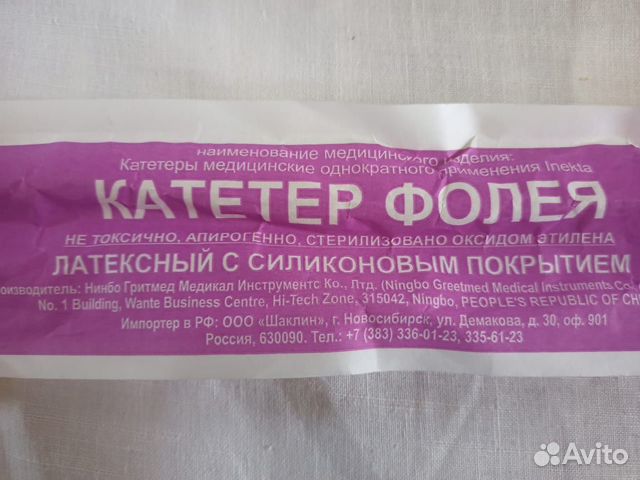 наименование медицинского изделия:
Катетеры медицинские однократного применения Inekta
КАТЕТЕР ФОЛЕЯ
НЕ ТОКСИЧНО, АПИРОГЕННО, СТЕРИЛИЗОВАНО ОКСИДОМ ЭТИЛЕНА
ЛАТЕКСНЫЙ С СИЛИКОНОВЫМ ПОКРЫТИЕМ
роизводитель: Нинбо Гритмед Медикал Инструментс Ко., Лтд. (Ningbo Greetmed Medical Instruments Co.,
No. 1 Building, Wante Business Centre, Hi-Tech Zone, 315042, Ningbo, PEOPLE'S REPUBLIC OF CH
Импортер в РФ: ООО «Шаклин», г. Новосибирск, ул. Демакова, д. 30, оф. 901
Россия, 630090. Тел.: +7 (383) 336-01-23, 335-61-23
Avito